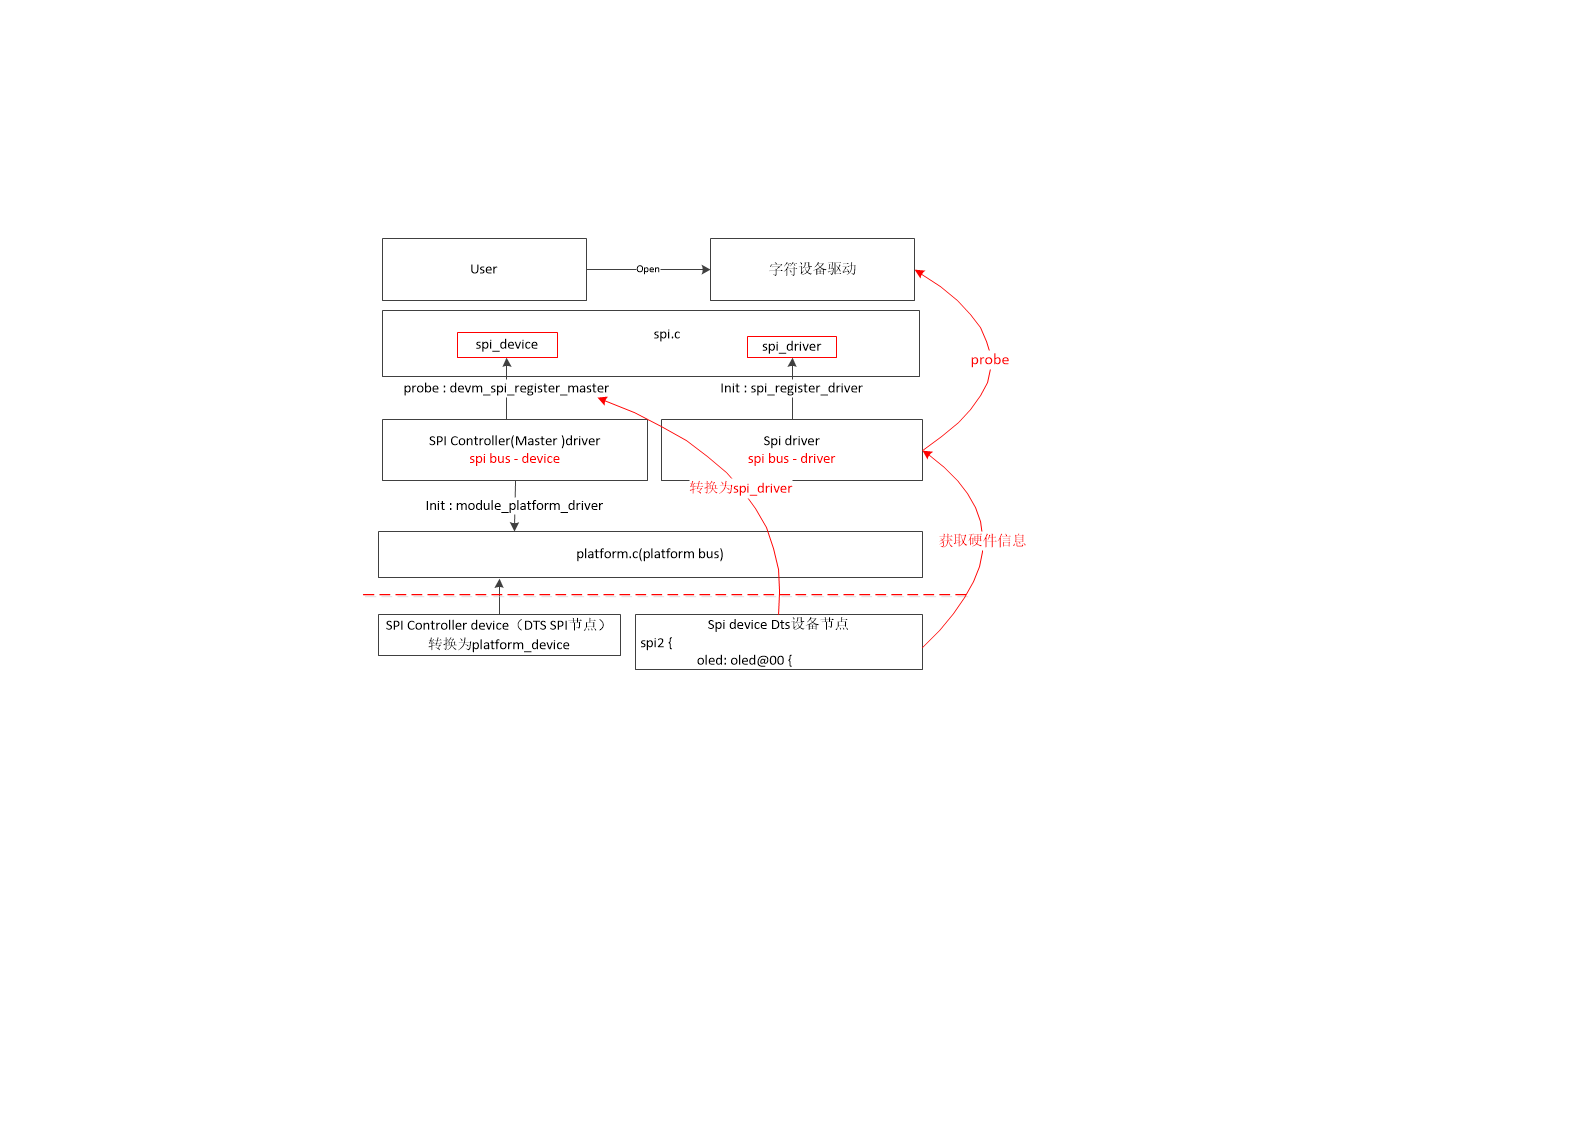 User
Open
字符设备驱动
spi.c
spi_device
spi_driver
probe
probe : devm_spi_register_master
Init : spi_register_driver
SPI Controller(Master )driver
spi bus - device
Spi driver
spi bus - driver
转换为spi_driver
Init : module_platform_driver
获取硬件信息
platform.c(platform bus)
SPI Controller device（DTS SPI节点）
转换为platform_device
Spi device Dts设备节点
spi2 {
oled: oled@00 {